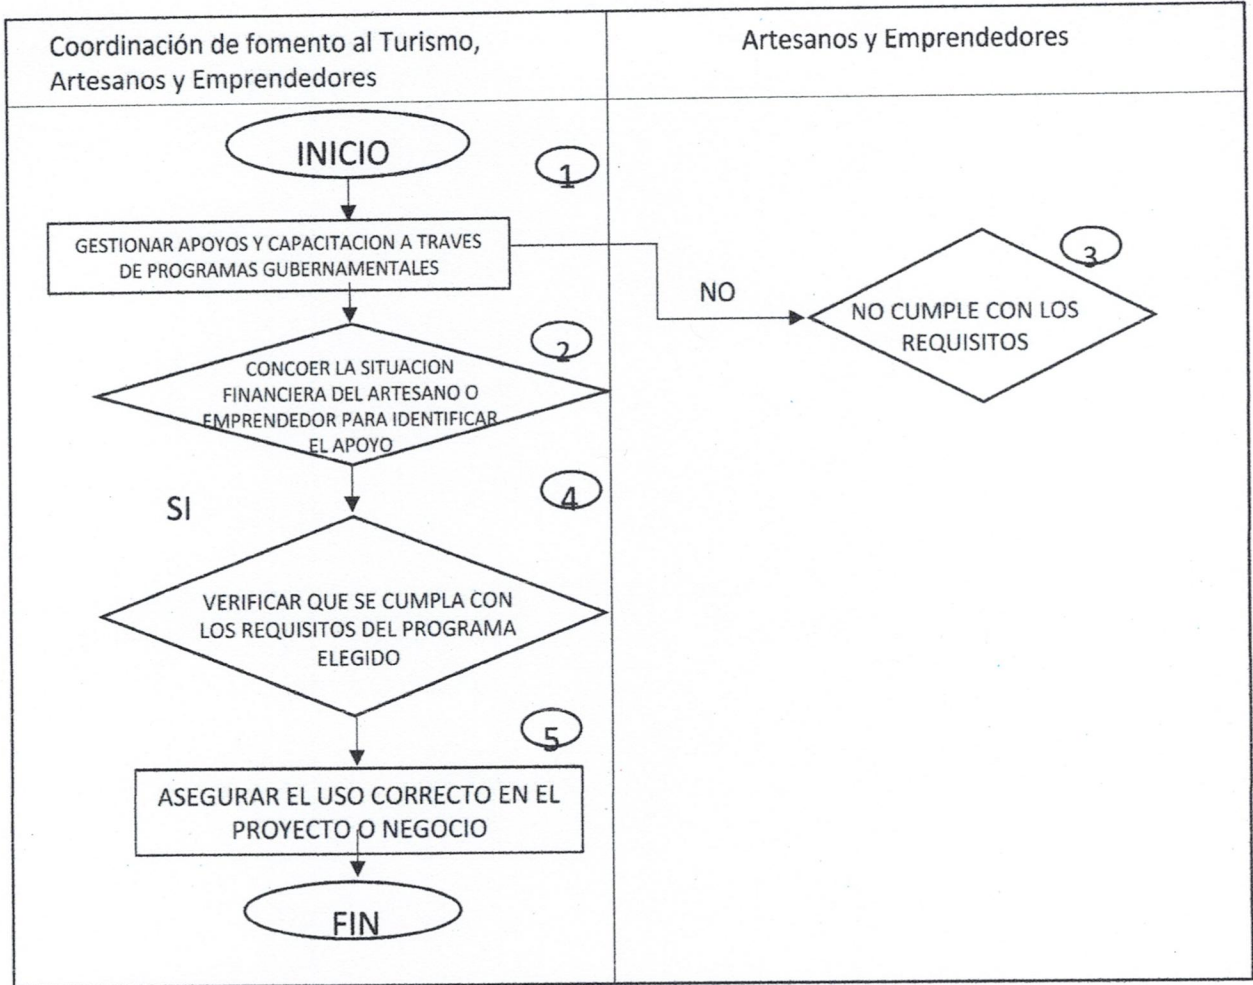 Coordinación de fomento al Turismo,
Artesanos y Emprendedores
Artesanos y Emprendedores
INICIO
1
GESTIONAR APOYOS Y CAPACITACION A TRAVES
DE PROGRAMAS GUBERNAMENTALES
NO
3
NO CUMPLE CON LOS
REQUISITOS
2
CONCOER LA SITUACION
FINANCIERA DEL ARTESANO O
EMPRENDEDOR PARA IDENTIFICAR
EL APOYO
SI
4
VERIFICAR QUE SE CUMPLA CON
LOS REQUISITOS DEL PROGRAMA
ELEGIDO
5
ASEGURAR EL USO CORRECTO EN EL
PROYECTO O NEGOCIO
FIN